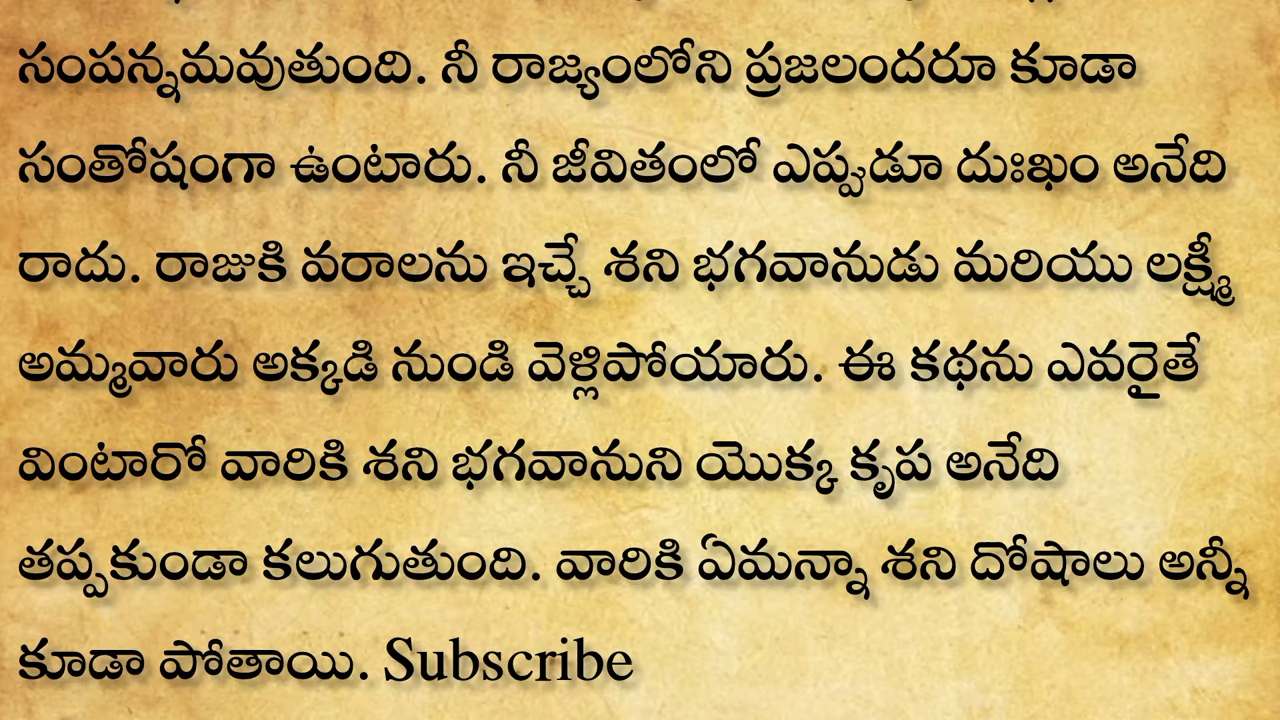 సంపన్నమవుతుంది. నీ రాజ్యంలోని ప్రజలందరూ కూడా
సంతోషంగా ఉంటారు. నీ జీవితంలో ఎప్పుడూ దుఃఖం అనేది
రాదు. రాజుకి వరాలను ఇచ్చే శని భగవానుడు మరియు లక్ష్మీ
అమ్మవారు అక్కడి నుండి వెళ్లిపోయారు. ఈ కథను ఎవరైతే
వింటారో వారికి శని భగవానుని యొక్క కృప అనేది
తప్పకుండా కలుగుతుంది. వారికి ఏమన్నా శని దోషాలు అన్నీ
కూడా పోతాయి. Subscribe